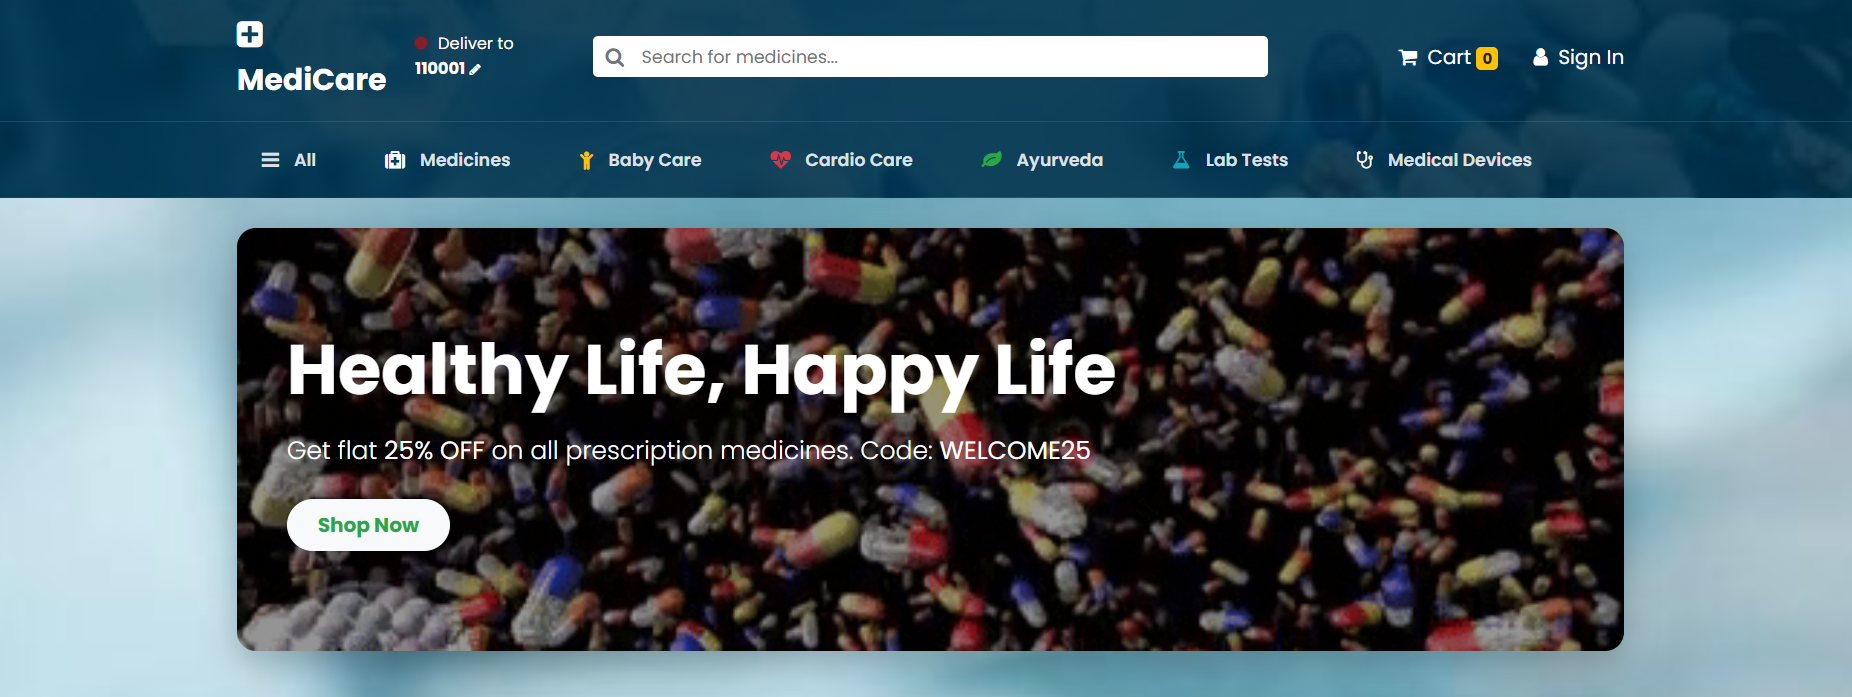 MediCare
Deliver to
110001
Search for medicines...
Cart 0
Sign In
All
Medicines
Baby Care
Cardio Care
Ayurveda
Lab Tests
Medical Devices
Healthy Life, Happy Life
Get flat 25% OFF on all prescription medicines. Code: WELCOME25
Shop Now